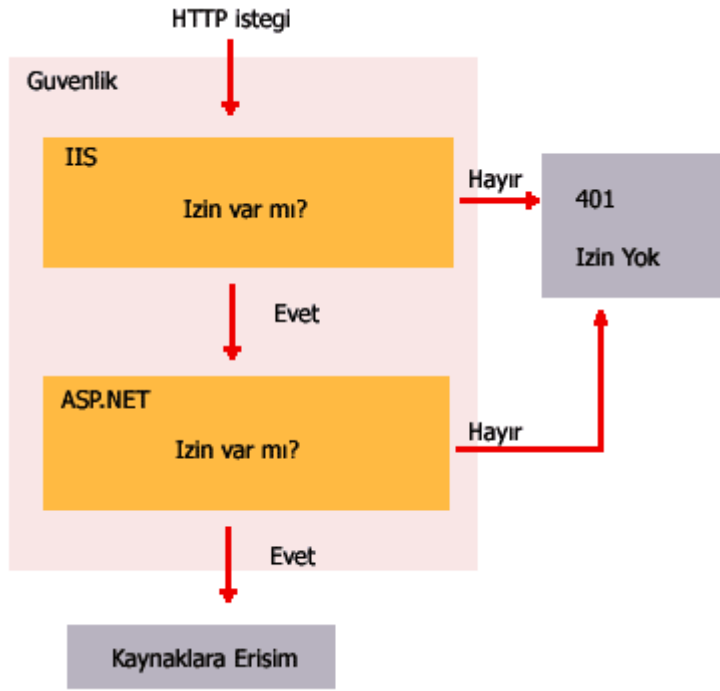 HTTP istegi
Guvenlik
IIS
Izin var mı?
Hayır
401
Izin Yok
Evet
ASP.NET
Izin var mı?
Hayır
Evet
Kaynaklara Erisim